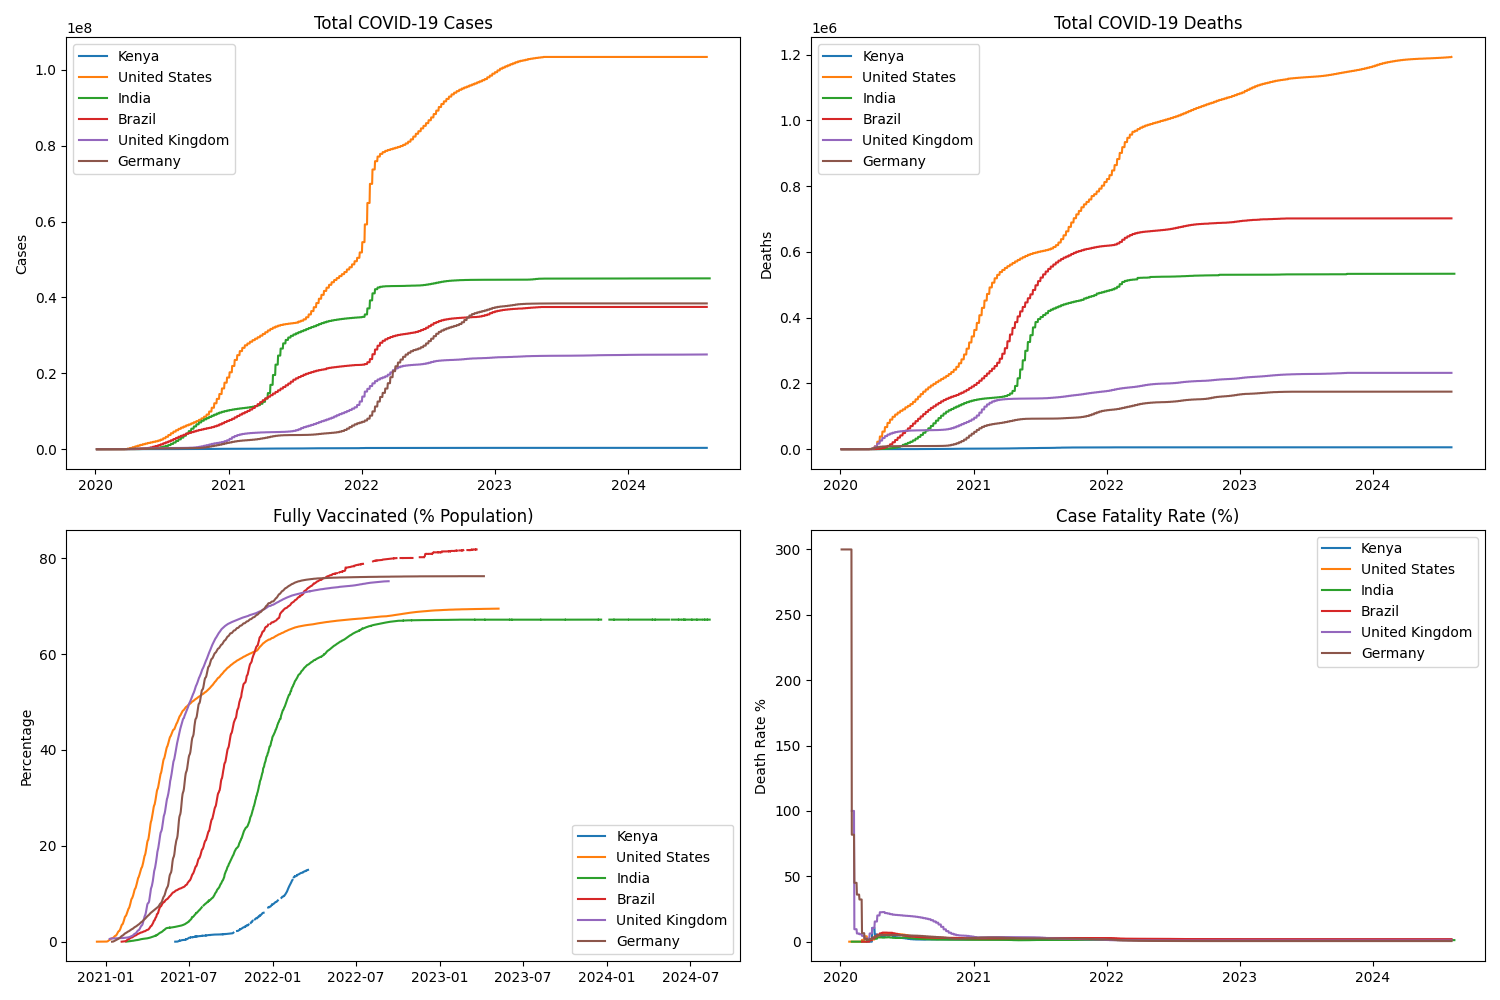 Total COVID-19 Cases
1e8
Cases
1.0
0.8
0.6
0.4
0.2
0.0
2020 2021 2022 2023 2024
Kenya
United States
India
Brazil
United Kingdom
Germany
Total COVID-19 Deaths
1e6
Deaths
1.2
1.0
0.8
0.6
0.4
0.2
0.0
2020 2021 2022 2023 2024
Kenya
United States
India
Brazil
United Kingdom
Germany
Fully Vaccinated (% Population)
Percentage
80
60
40
20
0
2021-01 2021-07 2022-01 2022-07 2023-01 2023-07 2024-01 2024-07
Kenya
United States
India
Brazil
United Kingdom
Germany
Case Fatality Rate (%)
Death Rate %
300
250
200
150
100
50
0
2020 2021 2022 2023 2024
Kenya
United States
India
Brazil
United Kingdom
Germany